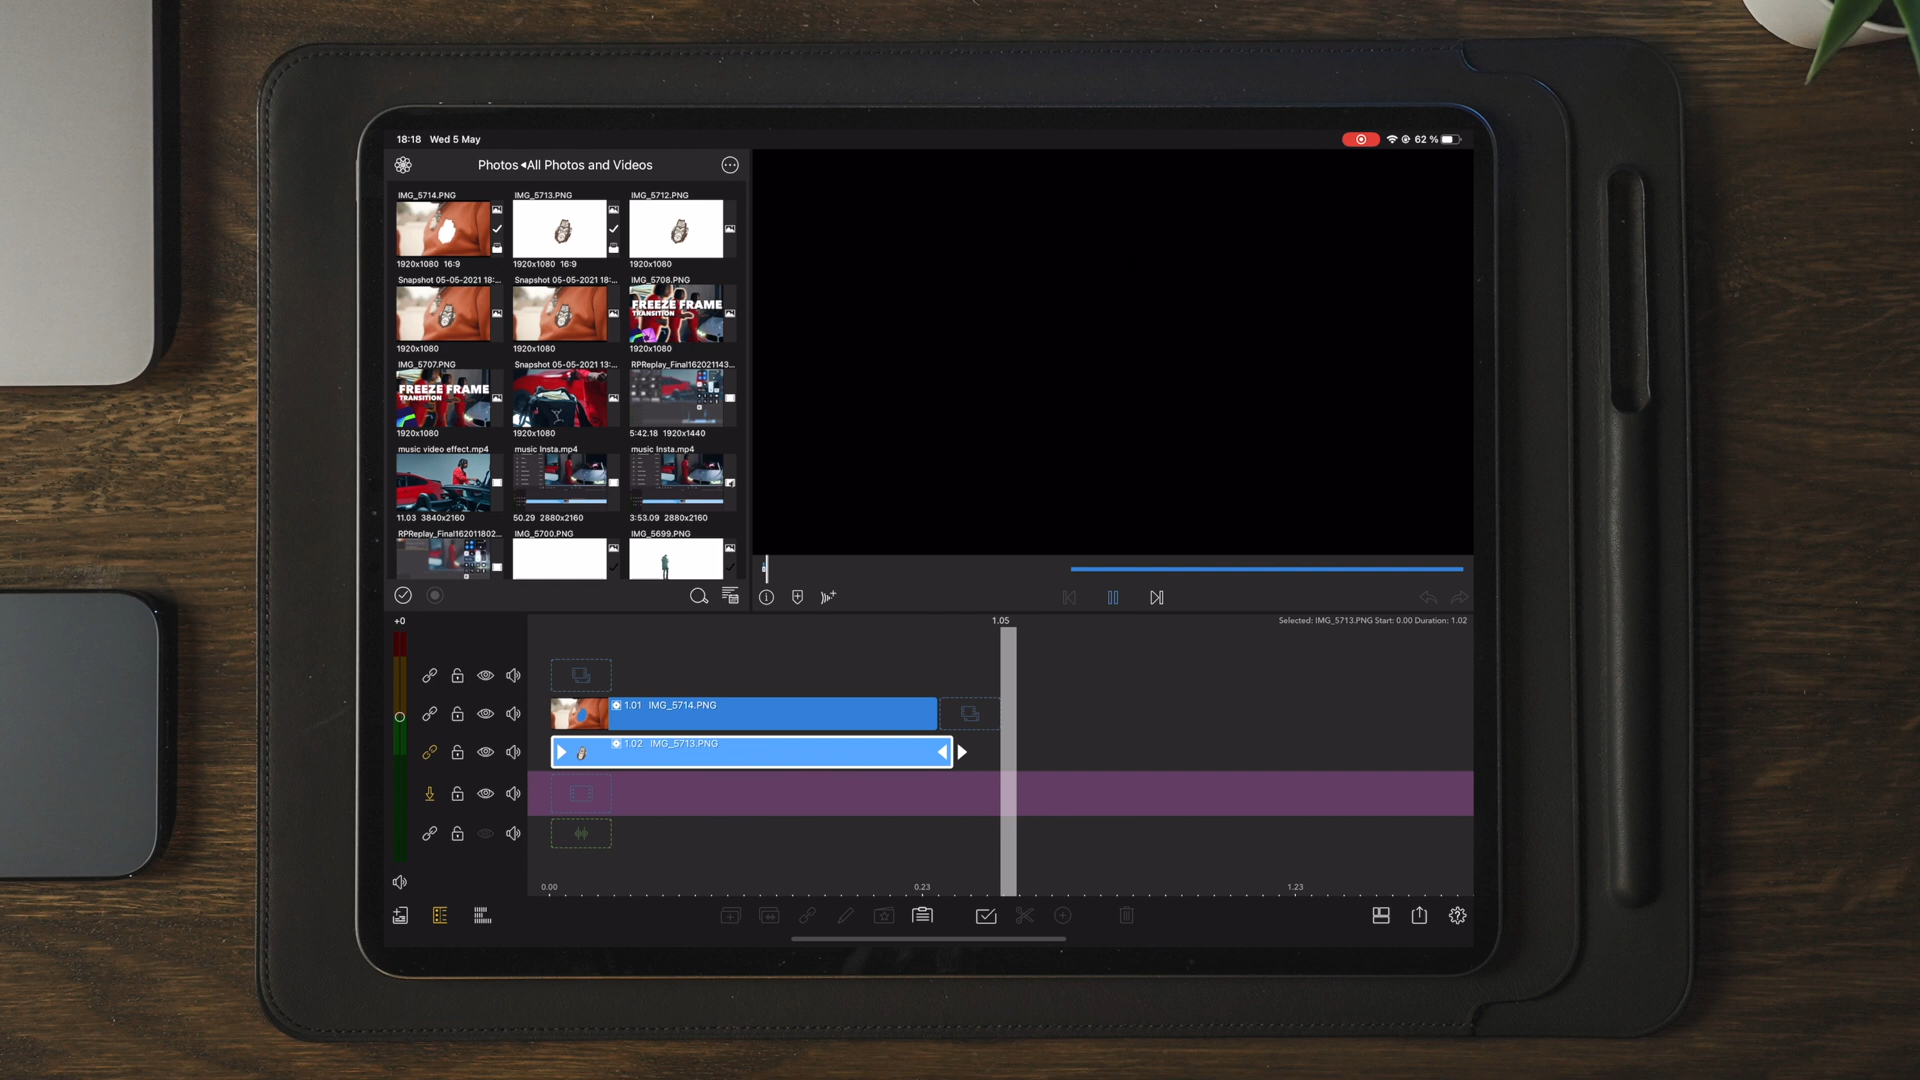 18:18 Wed 5 May
62 %
Photos ◂All Photos and Videos
IMG_5714.PNG
IMG_5713.PNG
IMG_5712.PNG
1920x1080 16:9
1920x1080 16:9
1920x1080
Snapshot 05-05-2021 18:...
Snapshot 05-05-2021 18:...
IMG_5708.PNG
FREEZE FRAME
TRANSITION
1920x1080
1920x1080
1920x1080
IMG_5707.PNG
Snapshot 05-05-2021 13:...
RPReplay_Final162021143...
FREEZE FRAME
TRANSITION
1920x1080
1920x1080
5:42.18 1920x1440
music video effect.mp4
music Insta.mp4
music Insta.mp4
11.03 3840x2160
50.29 2880x2160
3:53.09 2880x2160
RPReplay_Final162011802...
IMG_5700.PNG
IMG_5699.PNG
+0
1.05
Selected: IMG_5713.PNG Start: 0.00 Duration: 1.02
1.01 IMG_5714.PNG
1.02 IMG_5713.PNG
0.00
0.23
1.23